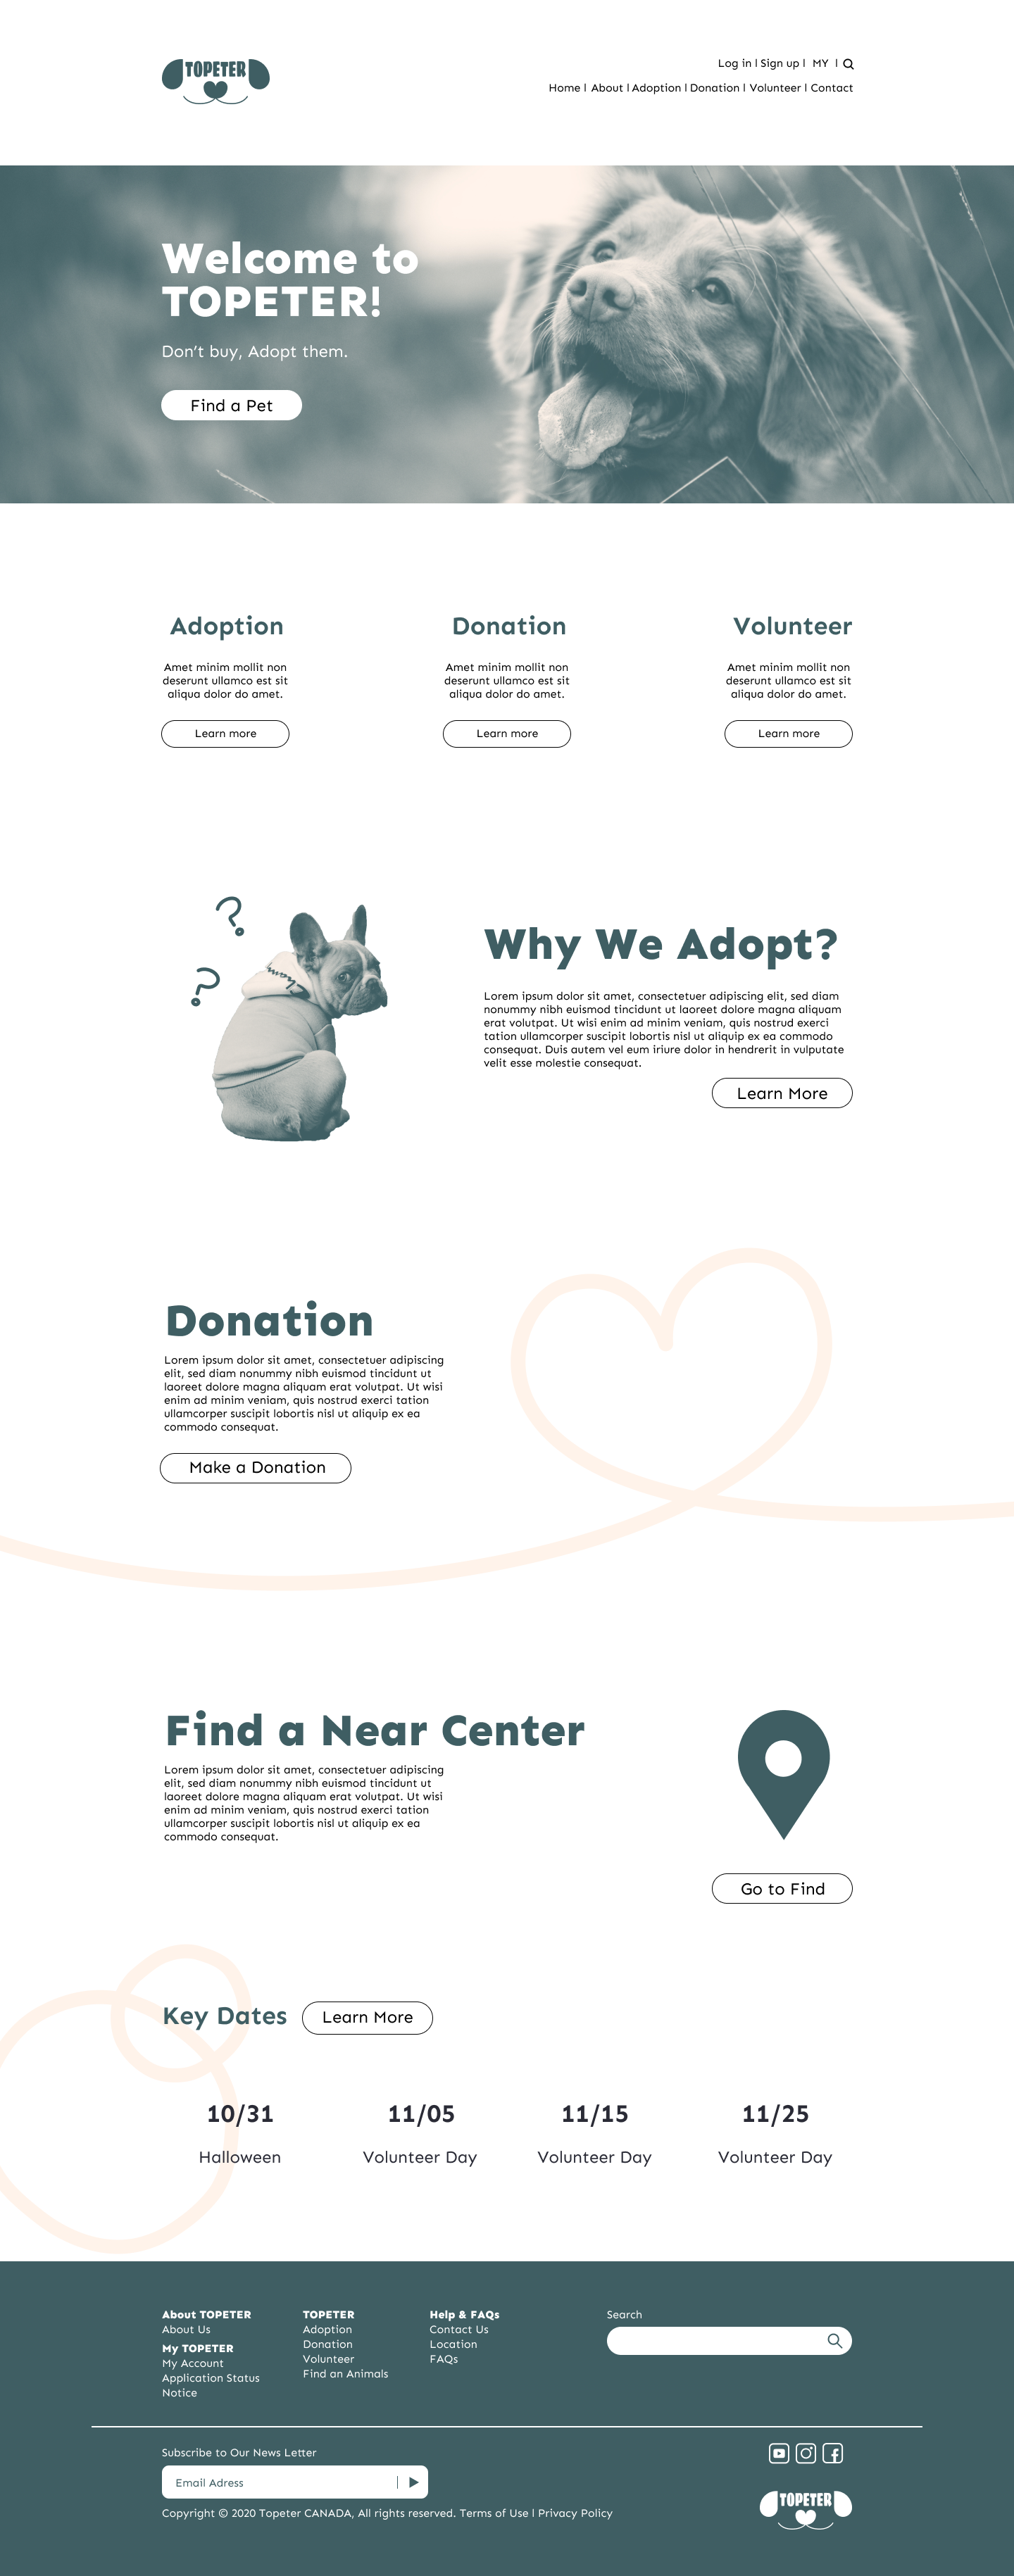 TOPETER
Log in | Sign up | MY |
Home | About | Adoption | Donation | Volunteer | Contact
Welcome to
TOPETER!
Don't buy, Adopt them.
Find a Pet
Adoption
Amet minim mollit non
deserunt ullamco est sit
aliqua dolor do amet.
Learn more
Donation
Amet minim mollit non
deserunt ullamco est sit
aliqua dolor do amet.
Learn more
Volunteer
Amet minim mollit non
deserunt ullamco est sit
aliqua dolor do amet.
Learn more
?
?
Why We Adopt?
Lorem ipsum dolor sit amet, consectetuer adipiscing elit, sed diam
nonummy nibh euismod tincidunt ut laoreet dolore magna aliquam
erat volutpat. Ut wisi enim ad minim veniam, quis nostrud exerci
tation ullamcorper suscipit lobortis nisl ut aliquip ex ea commodo
consequat. Duis autem vel eum iriure dolor in hendrerit in vulputate
velit esse molestie consequat.
Learn More
Donation
Lorem ipsum dolor sit amet, consectetuer adipiscing
elit, sed diam nonummy nibh euismod tincidunt ut
laoreet dolore magna aliquam erat volutpat. Ut wisi
enim ad minim veniam, quis nostrud exerci tation
ullamcorper suscipit lobortis nisl ut aliquip ex ea
commodo consequat.
Make a Donation
Find a Near Center
Lorem ipsum dolor sit amet, consectetuer adipiscing
elit, sed diam nonummy nibh euismod tincidunt ut
laoreet dolore magna aliquam erat volutpat. Ut wisi
enim ad minim veniam, quis nostrud exerci tation
ullamcorper suscipit lobortis nisl ut aliquip ex ea
commodo consequat.
Go to Find
Key Dates
Learn More
10/31
Halloween
11/05
Volunteer Day
11/15
Volunteer Day
11/25
Volunteer Day
About TOPETER
About Us
My TOPETER
My Account
Application Status
Notice
TOPETER
Adoption
Donation
Volunteer
Find an Animals
Help & FAQs
Contact Us
Location
FAQs
Search
Subscribe to Our News Letter
Email Adress
Copyright © 2020 Topeter CANADA, All rights reserved. Terms of Use | Privacy Policy
TOPETER